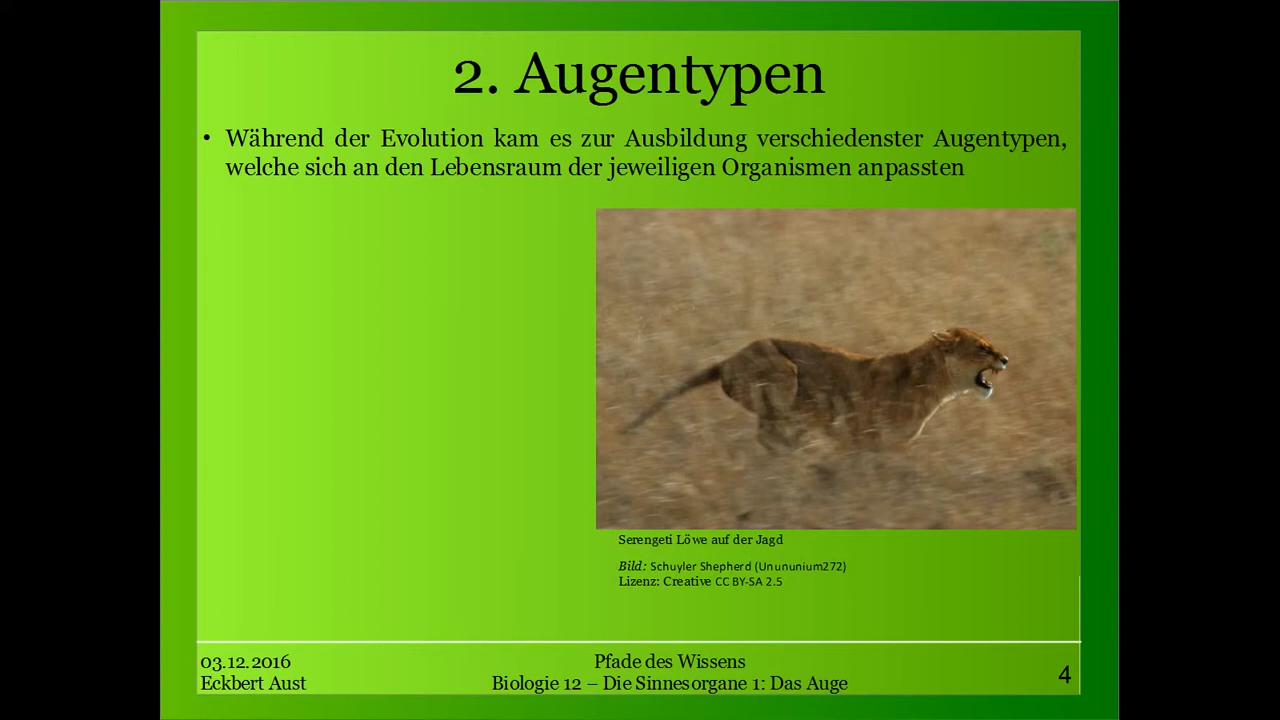 2. Augentypen
• Während der Evolution kam es zur Ausbildung verschiedenster Augentypen,
welche sich an den Lebensraum der jeweiligen Organismen anpassten
Serengeti Löwe auf der Jagd
Bild: Schuyler Shepherd (Unununium272)
Lizenz: Creative CC BY-SA 2.5
03.12.2016
Eckbert Aust
Pfade des Wissens
Biologie 12 – Die Sinnesorgane 1: Das Auge
4